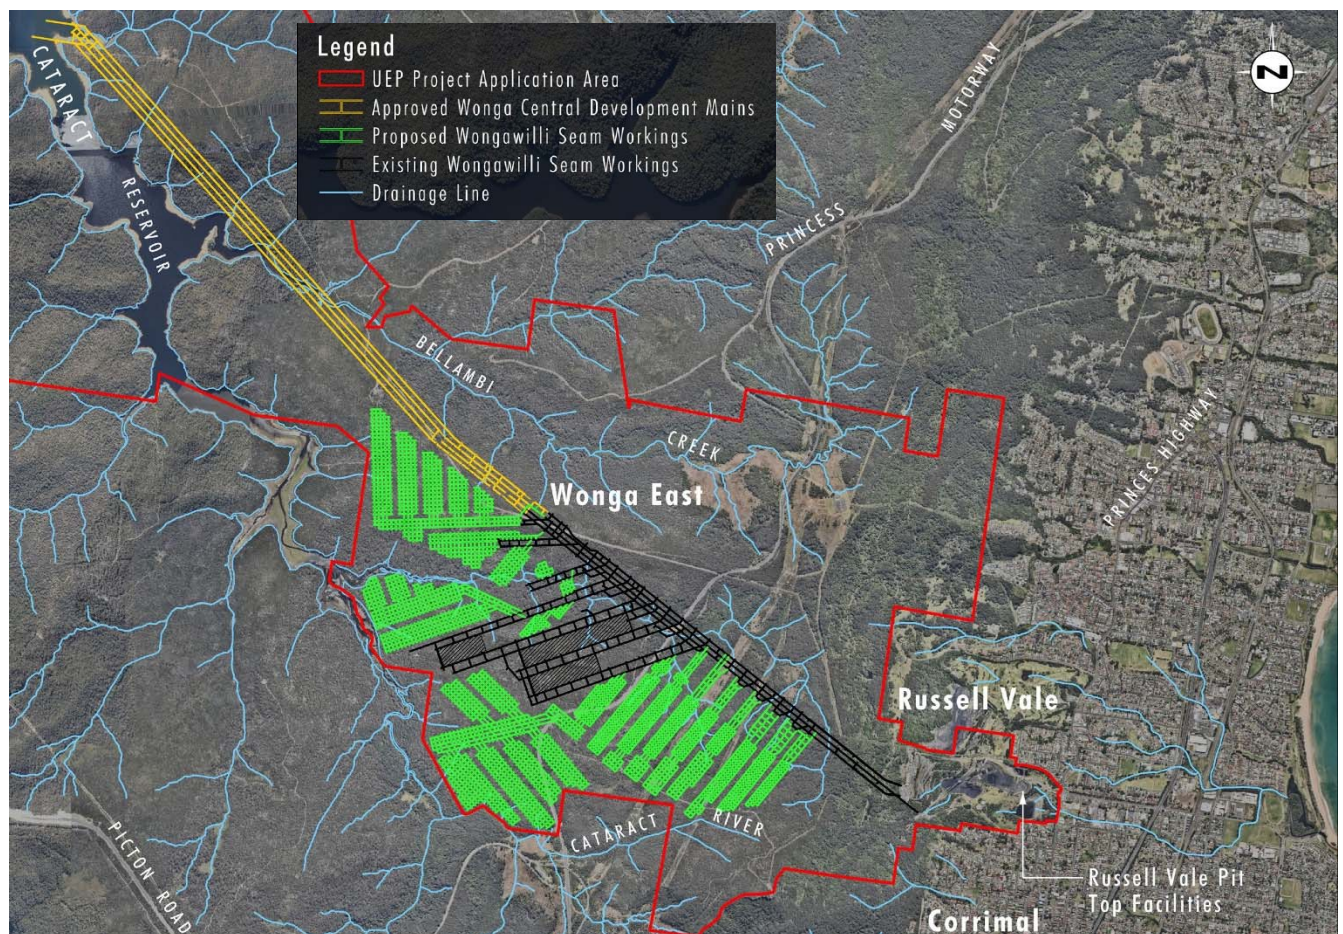 Legend
UEP Project Application Area
Approved Wonga Central Development Mains
Proposed Wongawilli Seam Workings
Existing Wongawilli Seam Workings
Drainage Line
N
CATARACT
RESERVOIR
MOTORWAY
PRINCESS
BELLAMBI
CREEK
PRINCES HIGHWAY
Wonga East
Russell Vale
CATARACT
RIVER
PICTON ROAD
Russell Vale Pit
Top Facilities
Corrimal